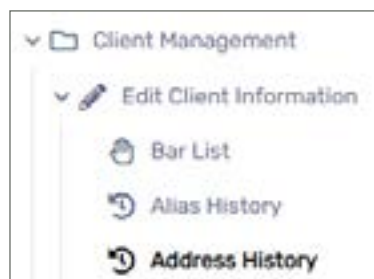 Client Management
Edit Client Information
Bar List
Alias History
Address History